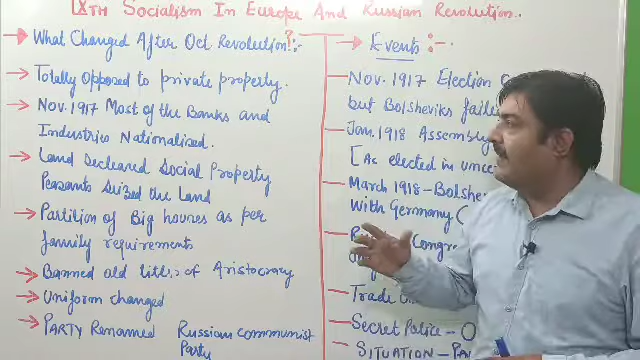 IXTH Socialism In Europe And Russian Revolution..
What Changed After Oct Revolution?:-
Totally Opposed to private property.
Nov. 1917 Most of the Banks and
Industries Nationalised.
Land Declared Social Property
Peasants Seized the Land
Partition of Big houses as per
family requirements
Banned old titles of Aristocracy
Uniform changed
PARTY Renamed Russian Communist
Party
Events :-
Nov. 1917 Election
but Bolsheviks faile
Jan. 1918 Assembly
[As elected in unce
March 1918-Bolshe
with Germany
Congre
Trade
Secret Police-
SITUATION-